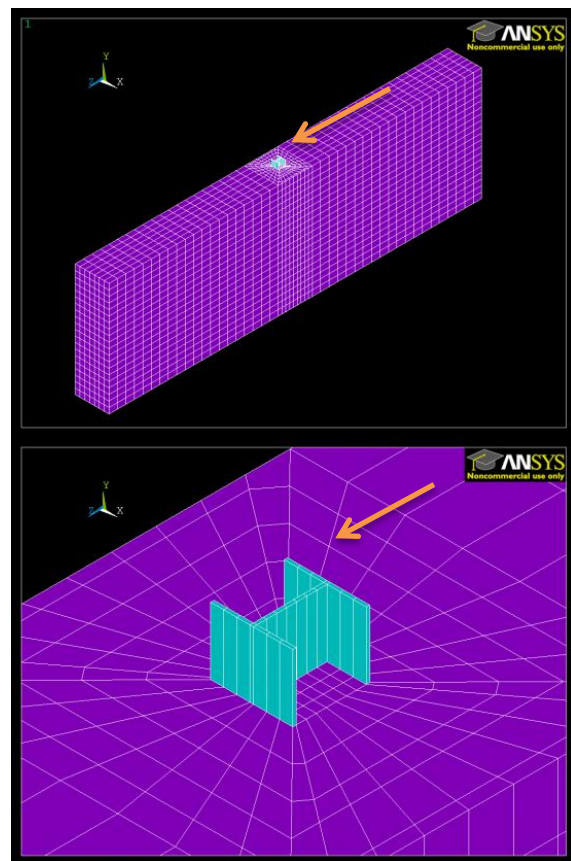 1
ANSYS
Noncommercial use only
Y
Z X
ANSYS
Noncommercial use only
Y
Z X